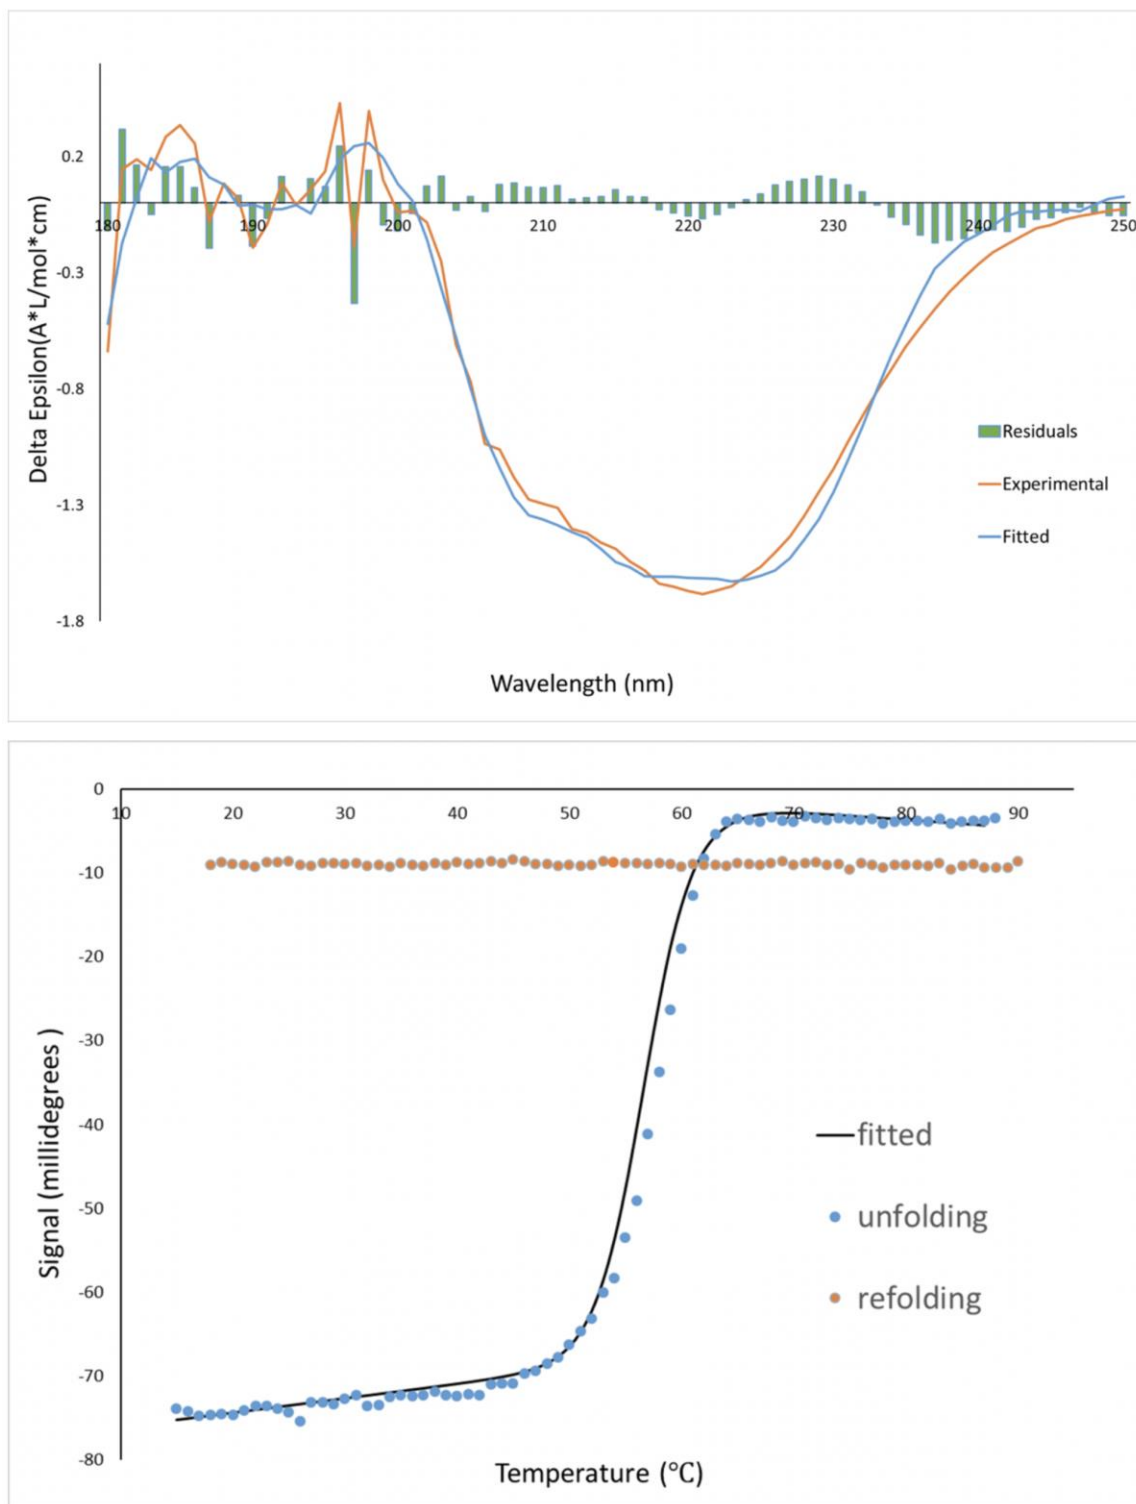 Delta Epsilon(A*L/mol*cm)
0.2
-0.3
-0.8
-1.3
-1.8
180 190 200 210 220 230 240 250
Residuals
Experimental
Fitted
Wavelength (nm)
Signal (millidegrees )
0
-10
-20
-30
-40
-50
-60
-70
-80
10 20 30 40 50 60 70 80 90
fitted
unfolding
refolding
Temperature (℃)